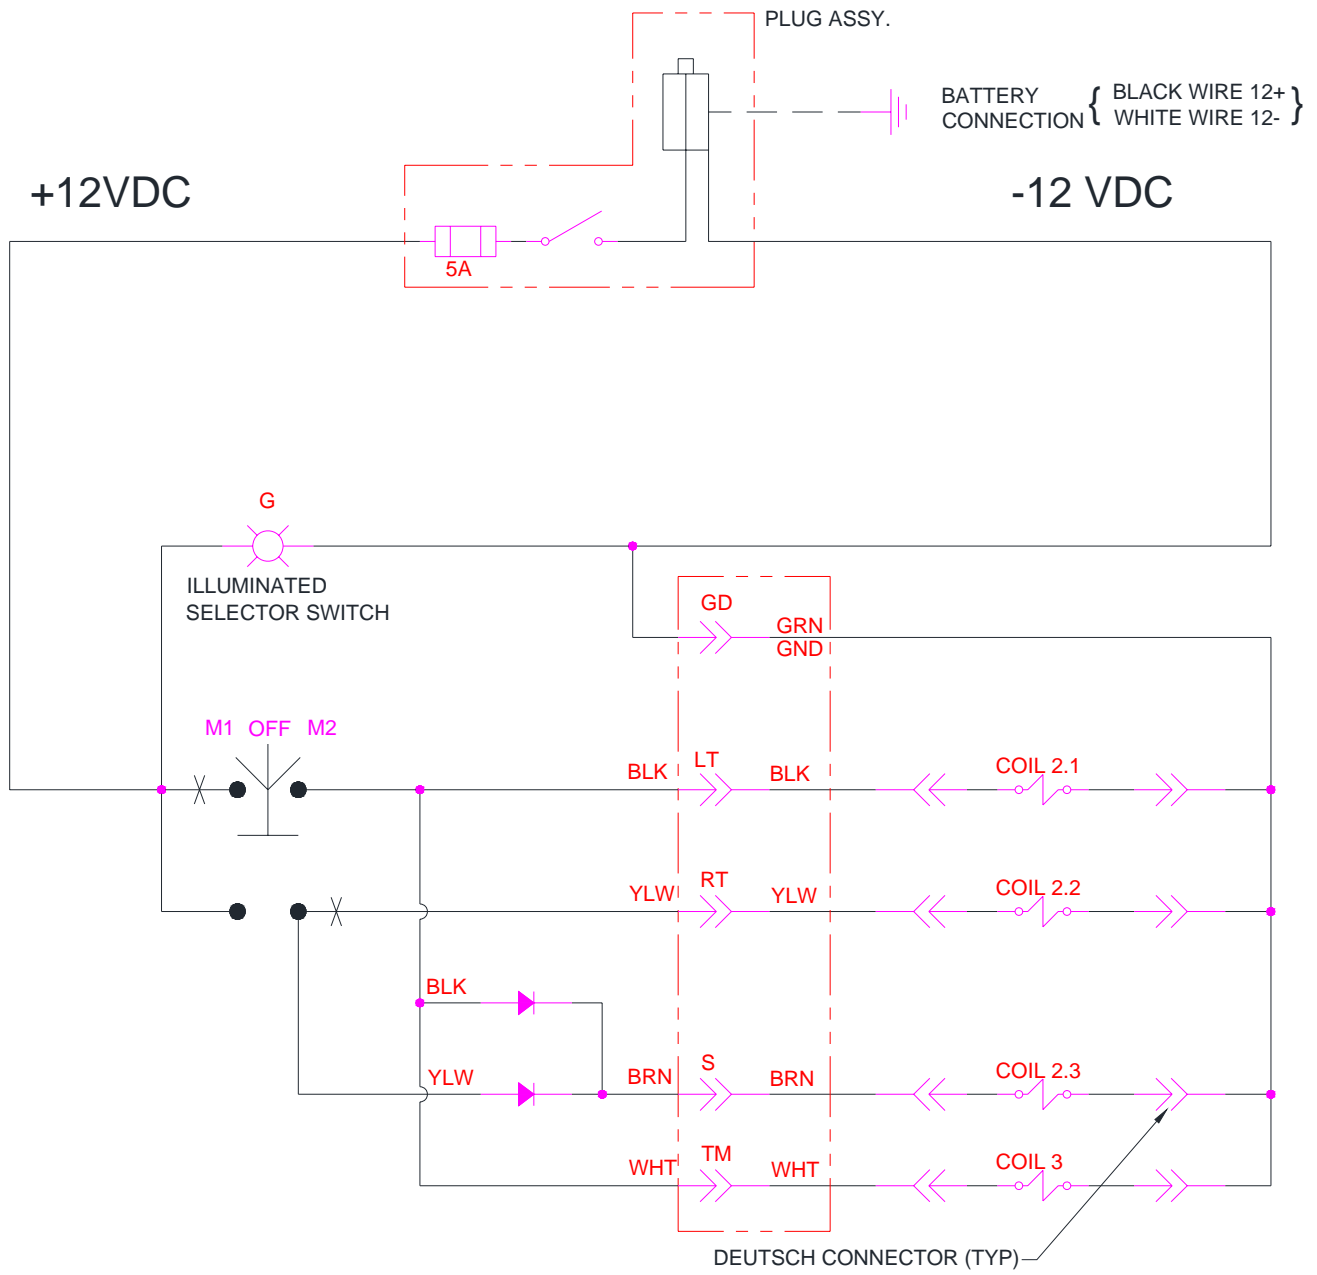 PLUG ASSY.
BATTERY
CONNECTION
{ BLACK WIRE 12+ }
WHITE WIRE 12-
+12VDC
-12 VDC
5A
G
ILLUMINATED
SELECTOR SWITCH
GD
GRN
GND
M1 OFF M2
BLK
LT
BLK
COIL 2.1
YLW
RT
YLW
COIL 2.2
BLK
YLW
BRN
S
BRN
COIL 2.3
WHT
TM
WHT
COIL 3
DEUTSCH CONNECTOR (TYP)